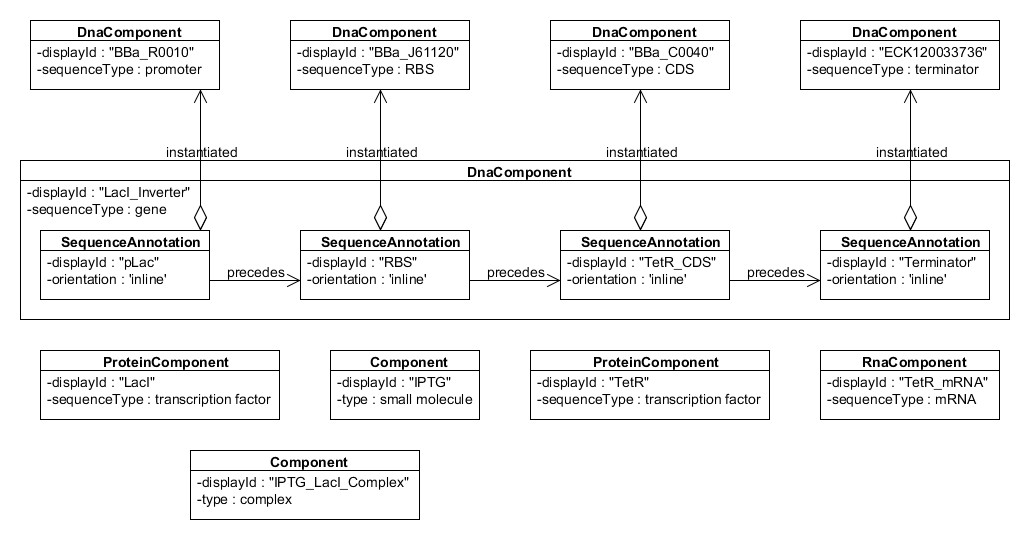 DnaComponent
-displayId : "BBa_R0010"
-sequenceType : promoter
DnaComponent
-displayId : "BBa_J61120"
-sequenceType : RBS
DnaComponent
-displayId : "BBa_C0040"
-sequenceType : CDS
DnaComponent
-displayId : "ECK120033736"
-sequenceType : terminator
instantiated
instantiated
instantiated
instantiated
DnaComponent
-displayId : "LacI_Inverter"
-sequenceType : gene
SequenceAnnotation
-displayId : "pLac"
-orientation : 'inline'
precedes
SequenceAnnotation
-displayId : "RBS"
-orientation : 'inline'
precedes
SequenceAnnotation
-displayId : "TetR_CDS"
-orientation : 'inline'
precedes
SequenceAnnotation
-displayId : "Terminator"
-orientation : 'inline'
ProteinComponent
-displayId : "LacI"
-sequenceType : transcription factor
Component
-displayId : "IPTG"
-type : small molecule
ProteinComponent
-displayId : "TetR"
-sequenceType : transcription factor
RnaComponent
-displayId : "TetR_mRNA"
-sequenceType : mRNA
Component
-displayId : "IPTG_LacI_Complex"
-type : complex